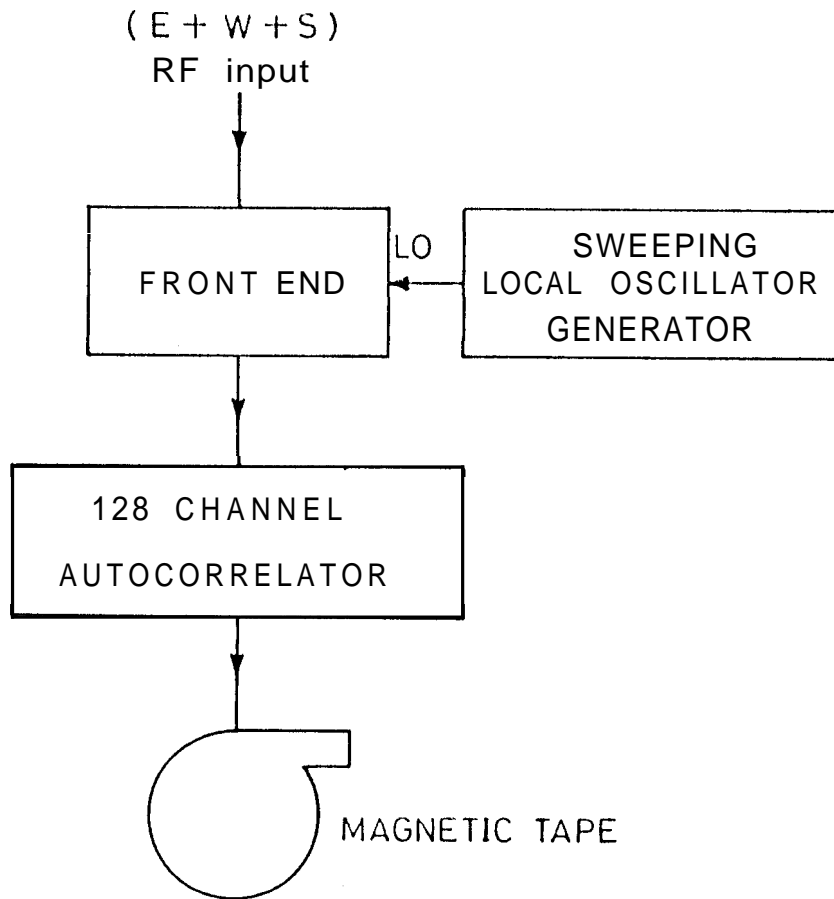 (E+W+S)
RF input
LO
FRONT END
SWEEPING
LOCAL OSCILLATOR
GENERATOR
128 CHANNEL
AUTOCORRELATOR
MAGNETIC TAPE